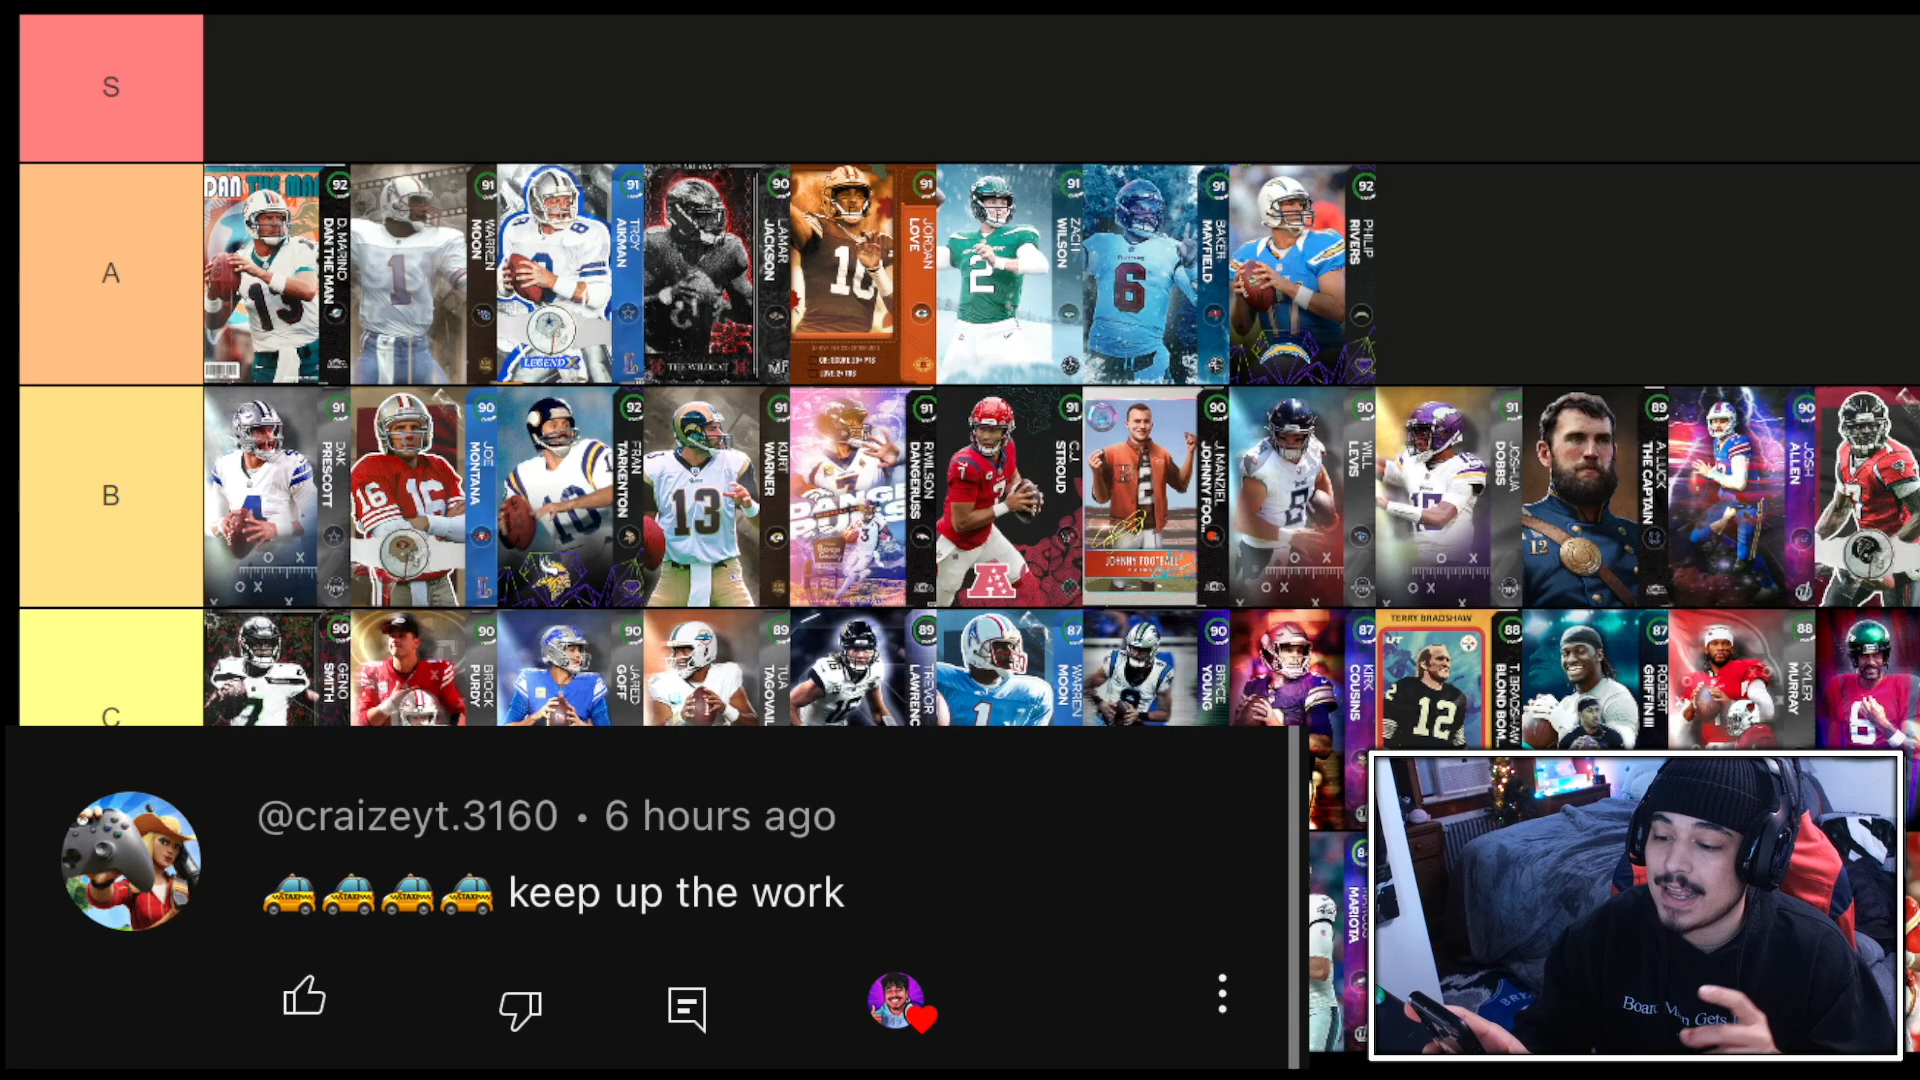 S
A
DAN THE MAN
92
D. MARINO
DAN THE MAN
91
WARREN
MOON
91
TROY
AIKMAN
LEGEND X
90
LAMAR
JACKSON
THE WILDCAT
91
JORDAN
LOVE
91
ZACH
WILSON
91
BAKER
MAYFIELD
92
PHILIP
RIVERS
B
91
DAK
PRESCOTT
90
JOE
MONTANA
92
FRAN
TARKENTON
91
KURT
WARNER
91
R. WILSON
DANGERUSS
91
C.J.
STROUD
90
J. MANZIEL
JOHNNY FOO...
JOHNNY FOOTBALL
90
WILL
LEVIS
91
JOSHUA
DOBBS
89
A. LUCK
THE CAPTAIN
90
JOSH
ALLEN
C
90
GENO
SMITH
90
BROCK
PURDY
90
JARED
GOFF
89
TUA
TAGOVAIL
89
TREVOR
LAWRENC
87
WARREN
MOON
90
BRYCE
YOUNG
87
KIRK
COUSINS
TERRY BRADSHAW
88
T. BRADSHAW
BLOND BOM...
87
ROBERT
GRIFFIN III
88
KYLER
MURRAY
MARCUS
MARIOTA
@craizeyt.3160 • 6 hours ago
🚕🚕🚕🚕 keep up the work